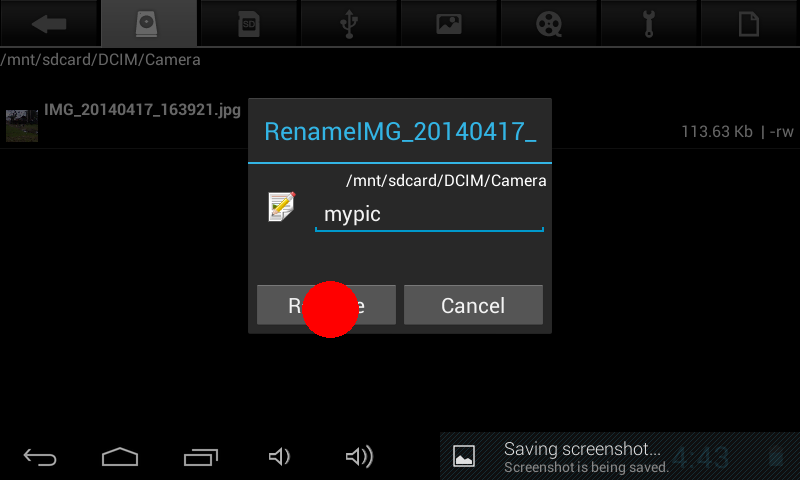 SD
/mnt/sdcard/DCIM/Camera
IMG_20140417_163921.jpg
113.63 Kb | -rw
RenameIMG_20140417_
/mnt/sdcard/DCIM/Camera
mypic
Cancel
Saving screenshot...
Screenshot is being saved.
4:43